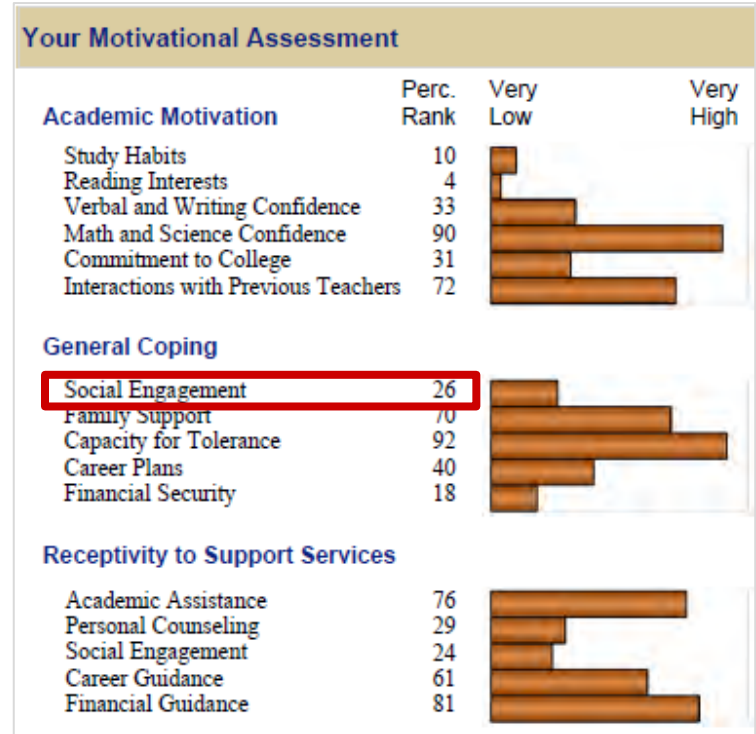 Your Motivational Assessment
Perc. Very Very
Academic Motivation Rank Low High
Study Habits 10
Reading Interests 4
Verbal and Writing Confidence 33
Math and Science Confidence 90
Commitment to College 31
Interactions with Previous Teachers 72
General Coping
Social Engagement 26
Family Support 70
Capacity for Tolerance 92
Career Plans 40
Financial Security 18
Receptivity to Support Services
Academic Assistance 76
Personal Counseling 29
Social Engagement 24
Career Guidance 61
Financial Guidance 81